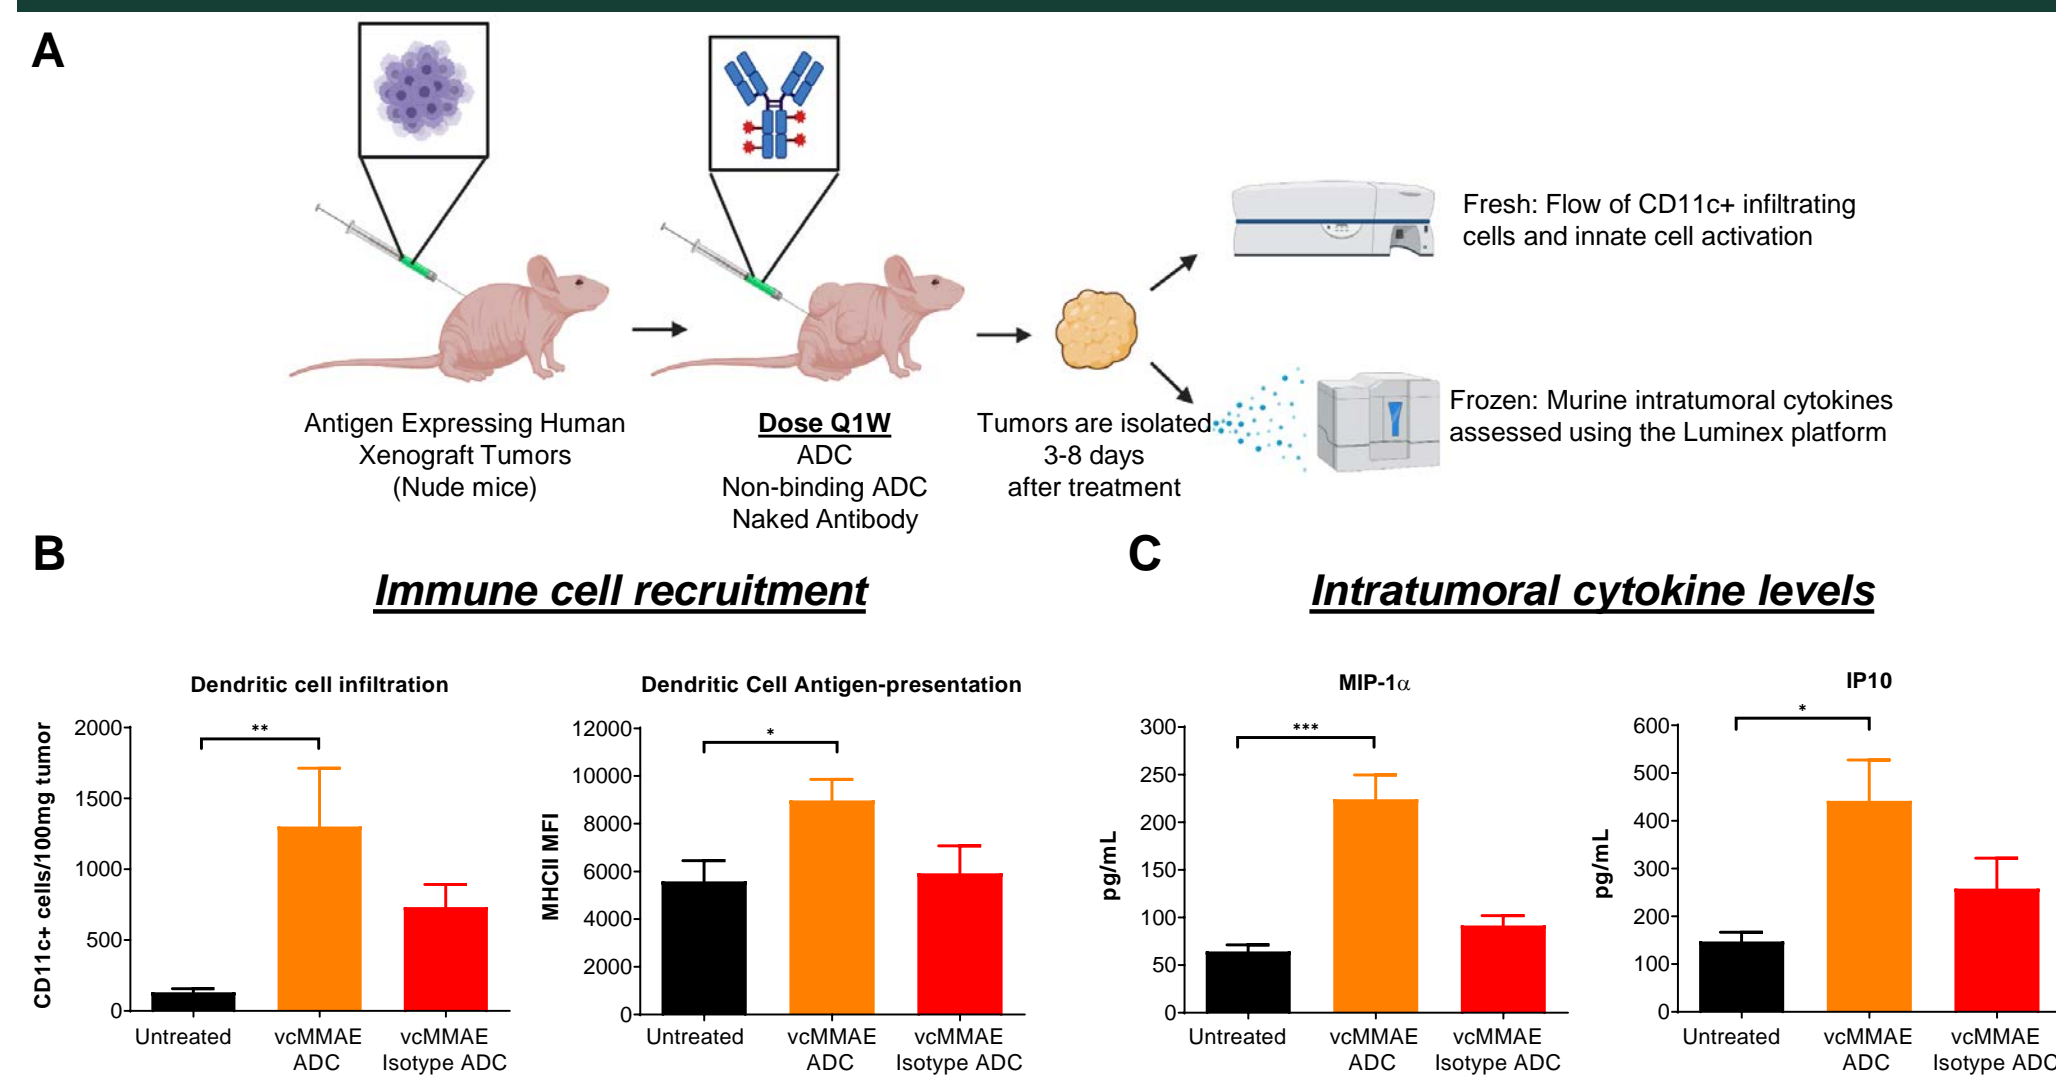 A
Fresh: Flow of CD11c+ infiltrating
cells and innate cell activation
Antigen Expressing Human
Xenograft Tumors
(Nude mice)
Dose Q1W
ADC
Non-binding ADC
Naked Antibody
Tumors are isolated
3-8 days
after treatment
Frozen: Murine intratumoral cytokines
assessed using the Luminex platform
B
Immune cell recruitment
Dendritic cell infiltration
CD11c+ cells/100mg tumor
2000
1500
1000
500
0
**
Untreated
vcMMAE
ADC
vcMMAE
Isotype ADC
Dendritic Cell Antigen-presentation
MHCII MFI
12000
10000
8000
6000
4000
2000
0
*
Untreated
vcMMAE
ADC
vcMMAE
Isotype ADC
C
Intratumoral cytokine levels
MIP-1α
pg/mL
300
250
200
150
100
50
0
***
Untreated
vcMMAE
ADC
vcMMAE
Isotype ADC
IP10
pg/mL
600
500
400
300
200
100
0
*
Untreated
vcMMAE
ADC
vcMMAE
Isotype ADC